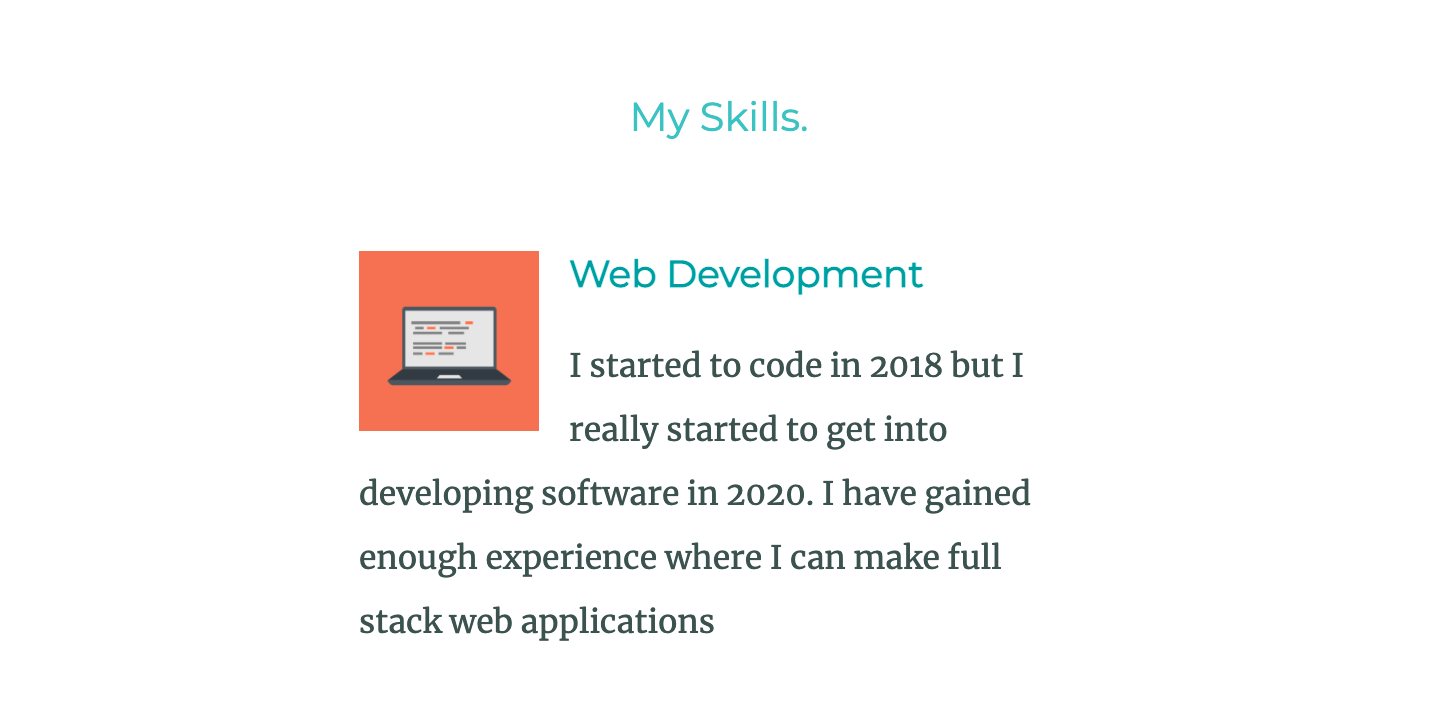 My Skills.
Web Development
I started to code in 2018 but I
really started to get into
developing software in 2020. I have gained
enough experience where I can make full
stack web applications